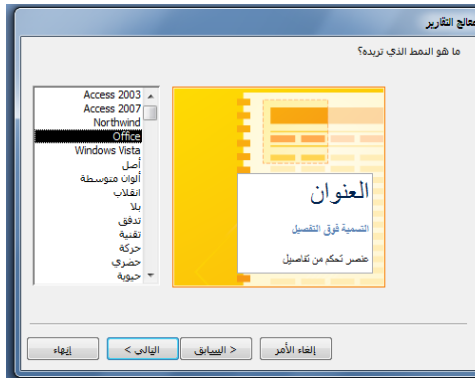 معالج التقارير
ما هو النمط الذي تريده؟
Access 2003
Access 2007
Northwind
Office
Windows Vista
أصل
ألوان متوسطة
انقلاب
بلا
تدفق
تقنية
حركة
حضري
حيوية
العنوان
التسمية فوق التفصيل
عنصر تحكم من تفاصيل
إلغاء الأمر
< السابق
التالي >
إنهاء